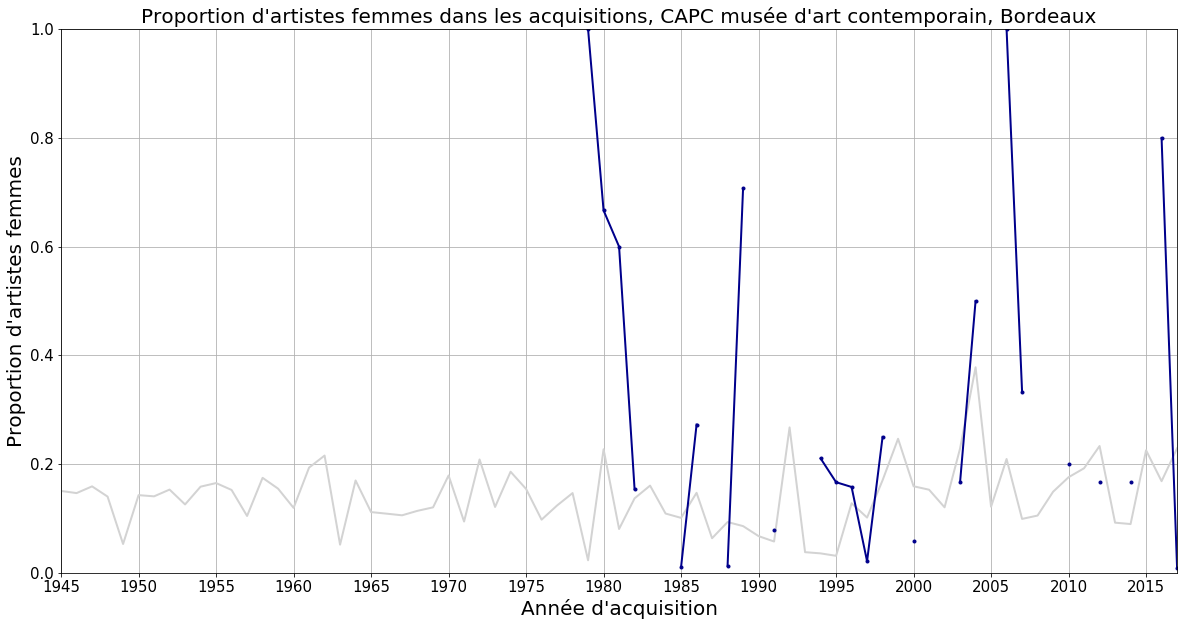 Proportion d'artistes femmes dans les acquisitions, CAPC musée d'art contemporain, Bordeaux
1.0
0.8
0.6
0.4
0.2
0.0
Proportion d'artistes femmes
1945 1950 1955 1960 1965 1970 1975 1980 1985 1990 1995 2000 2005 2010 2015
Année d'acquisition